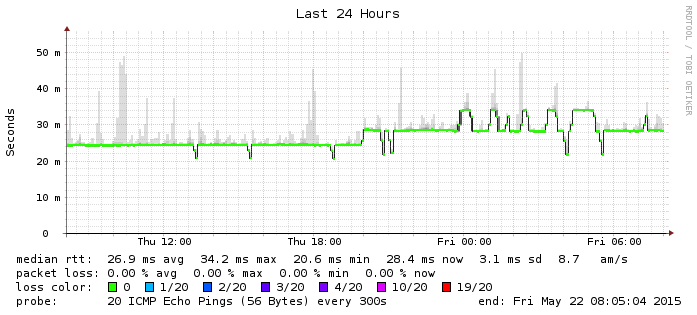 Last 24 Hours
RRDTOOL / TOBI OETIKER
Seconds
50 m
40 m
30 m
20 m
10 m
0
Thu 12:00 Thu 18:00 Fri 00:00 Fri 06:00
median rtt: 26.9 ms avg 34.2 ms max 20.6 ms min 28.4 ms now 3.1 ms sd 8.7 am/s
packet loss: 0.00 % avg 0.00 % max 0.00 % min 0.00 % now
loss color: 0 1/20 2/20 3/20 4/20 10/20 19/20
probe: 20 ICMP Echo Pings (56 Bytes) every 300s end: Fri May 22 08:05:04 2015